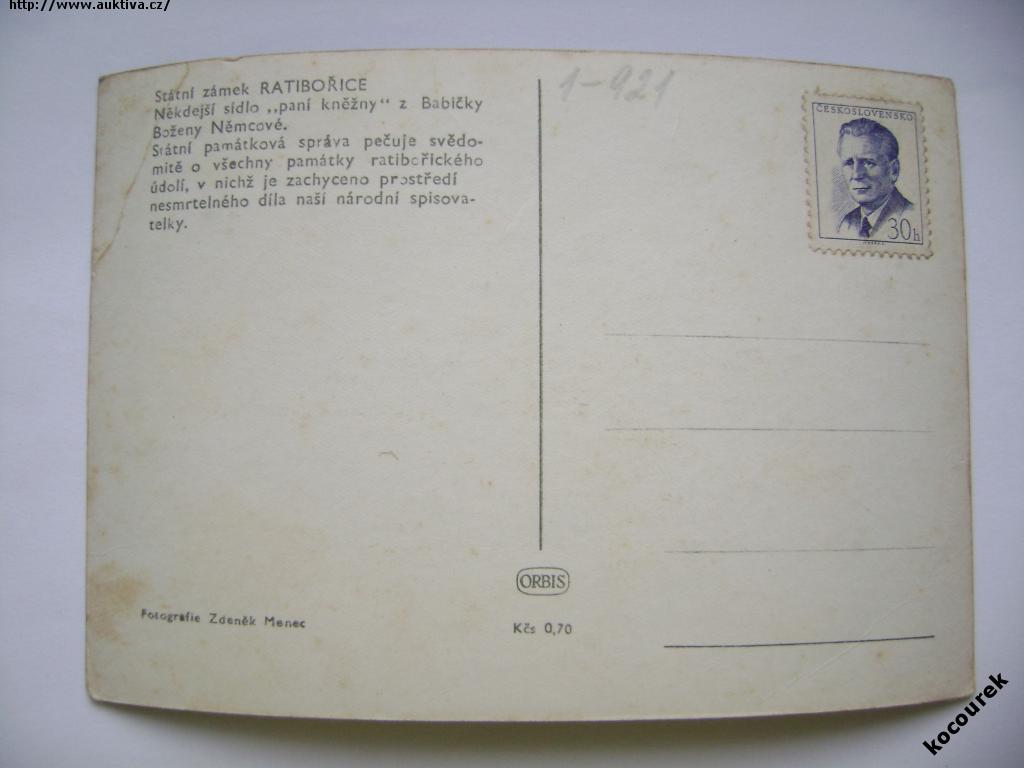 http://www.auktiva.cz/
Státní zámek RATIBOŘICE
Někdejší sídlo „paní kněžny" z Babičky
Boženy Němcové.
Státní památková správa pečuje svědo-
mitě o všechny památky ratibořického
údolí, v nichž je zachyceno prostředí
nesmrtelného díla naší národní spisova-
telky.
1-921
ČESKOSLOVENSKO
30h
ORBIS
Fotografie Zdeněk Menec
Kčs 0,70
kocourek